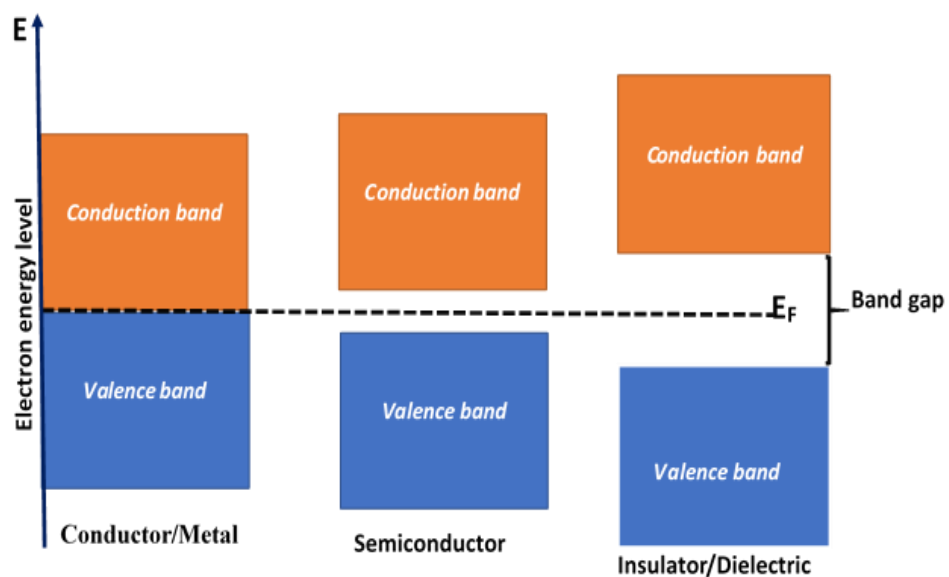 E
Electron energy level
Conduction band
Conduction band
Conduction band
E_F
Band gap
Valence band
Valence band
Valence band
Conductor/Metal
Semiconductor
Insulator/Dielectric